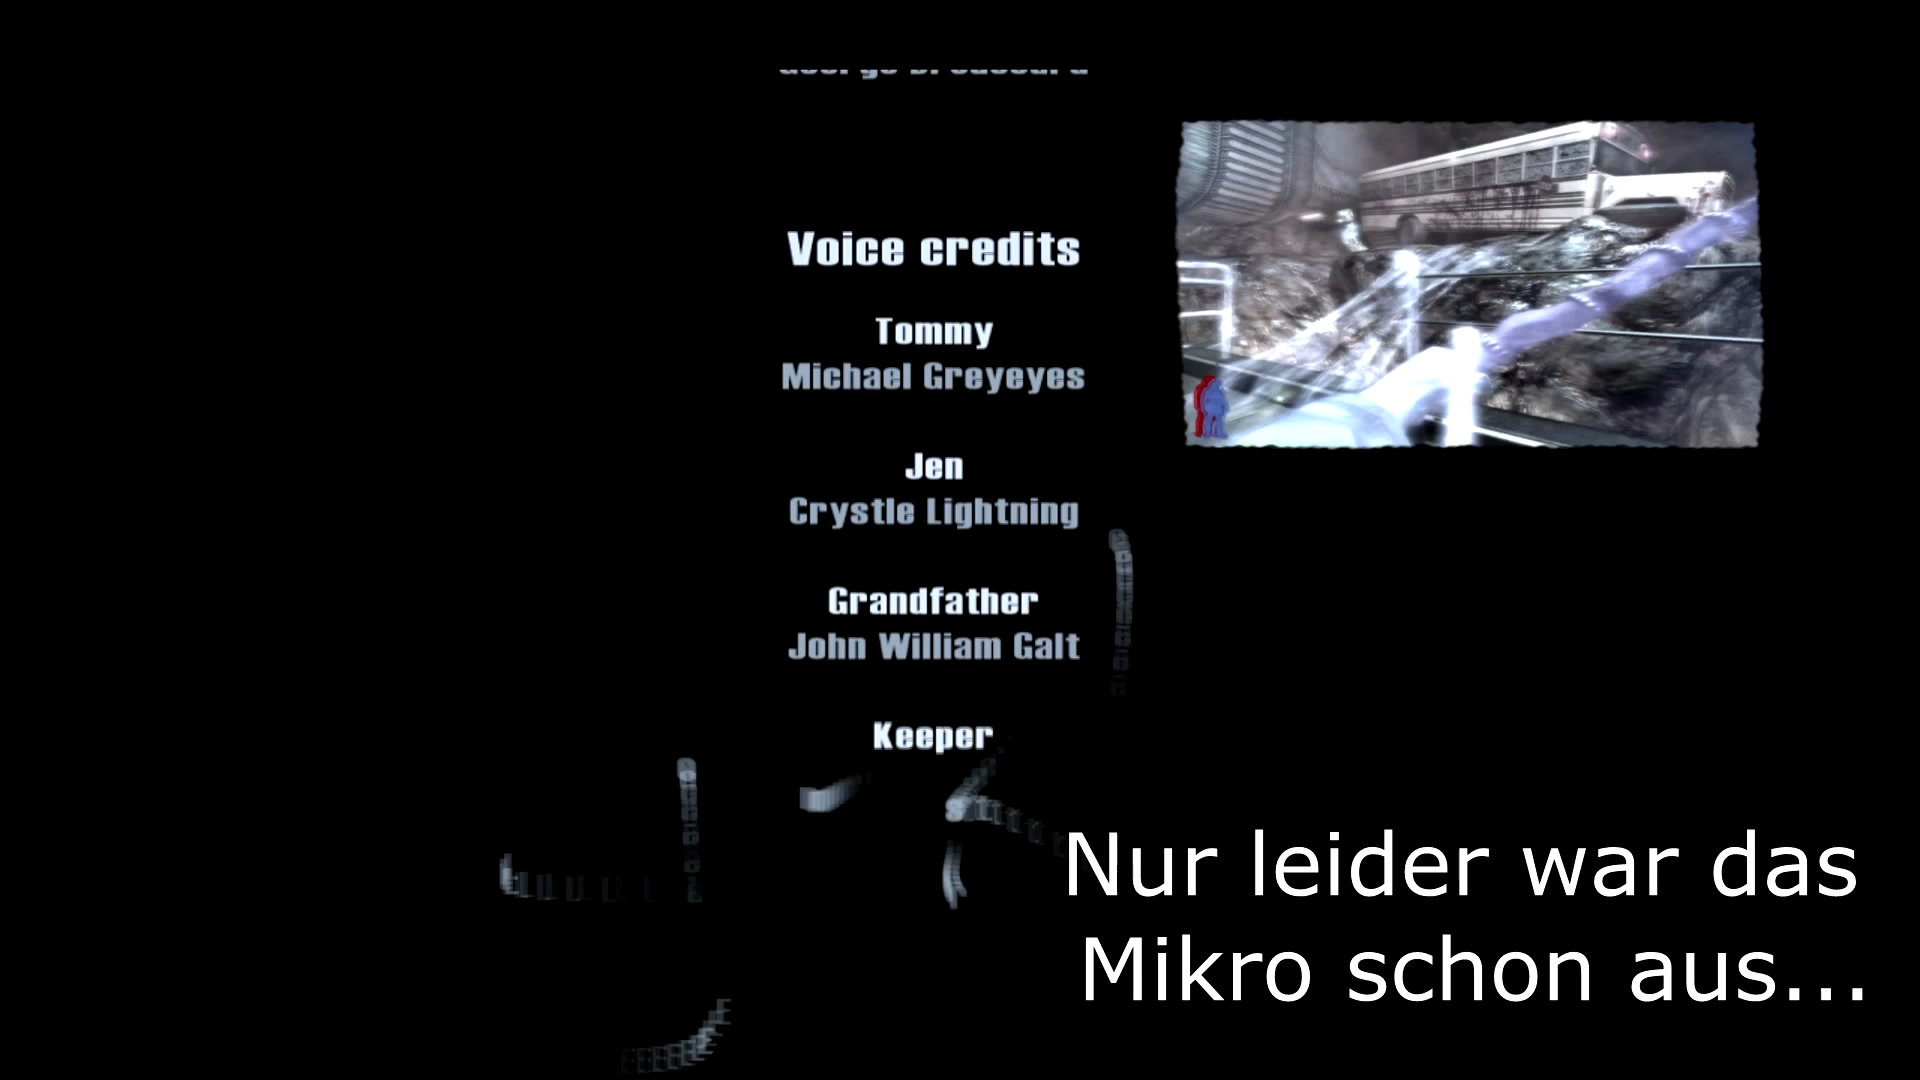 Voice credits
Tommy
Michael Greyeyes
Jen
Crystle Lightning
Grandfather
John William Galt
Keeper
Nur leider war das
Mikro schon aus...